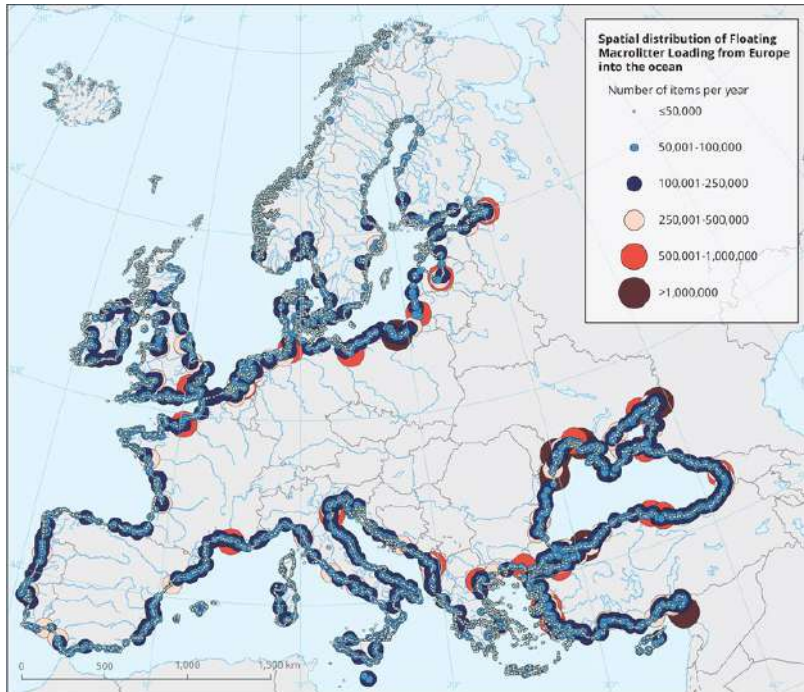 Spatial distribution of Floating
Macrolitter Loading from Europe
into the ocean
Number of items per year
≤50,000
50,001-100,000
100,001-250,000
250,001-500,000
500,001-1,000,000
>1,000,000
0 500 1,000 1,500 km